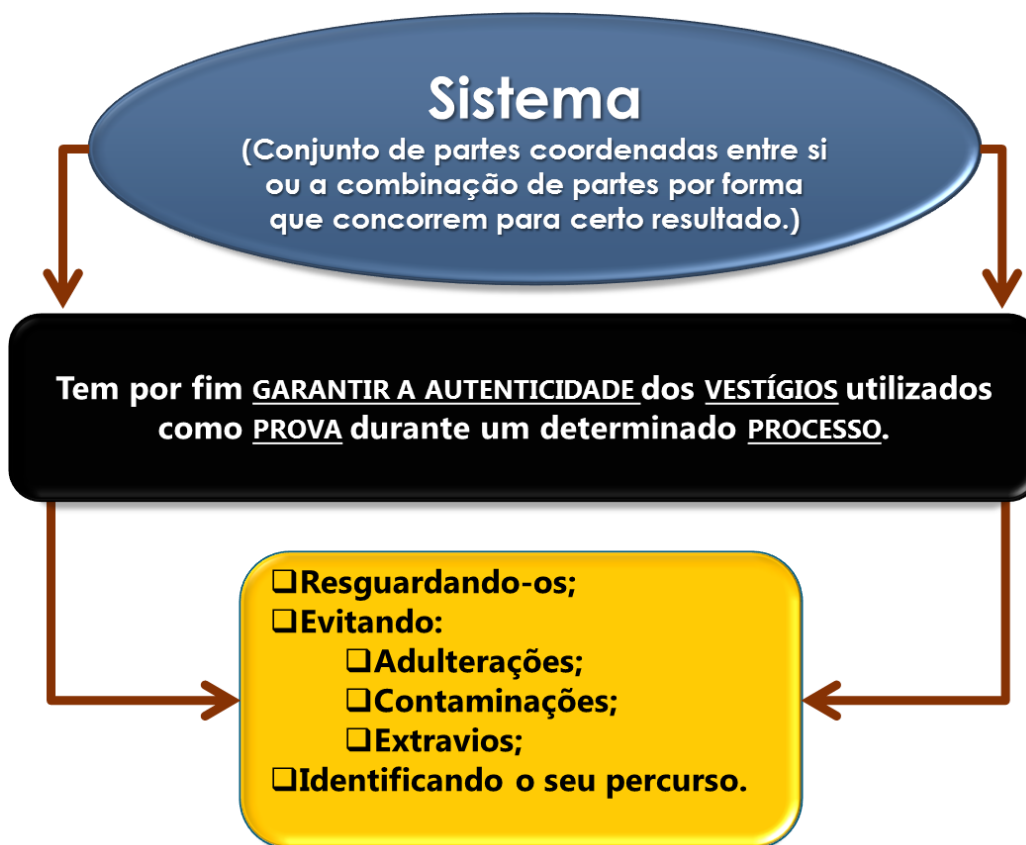 Sistema
(Conjunto de partes coordenadas entre si
ou a combinação de partes por forma
que concorrem para certo resultado.)
Tem por fim GARANTIR A AUTENTICIDADE dos VESTÍGIOS utilizados
como PROVA durante um determinado PROCESSO.
❑Resguardando-os;
❑Evitando:
❑Adulterações;
❑Contaminações;
❑Extravios;
❑Identificando o seu percurso.